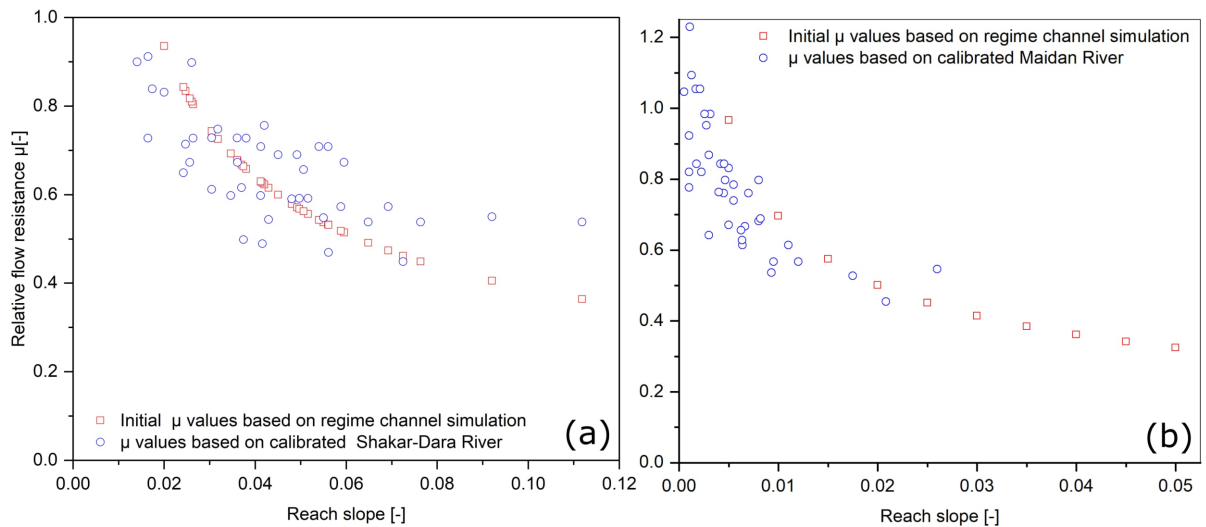 1.0
0.8
0.6
0.4
0.2
0.0
Relative flow resistance μ[-]
Initial μ values based on regime channel simulation
μ values based on calibrated Shakar-Dara River
(a)
0.00 0.02 0.04 0.06 0.08 0.10 0.12
Reach slope [-]
1.2
1.0
0.8
0.6
0.4
0.2
0.0
Initial μ values based on regime channel simulation
μ values based on calibrated Maidan River
(b)
0.00 0.01 0.02 0.03 0.04 0.05
Reach slope [-]